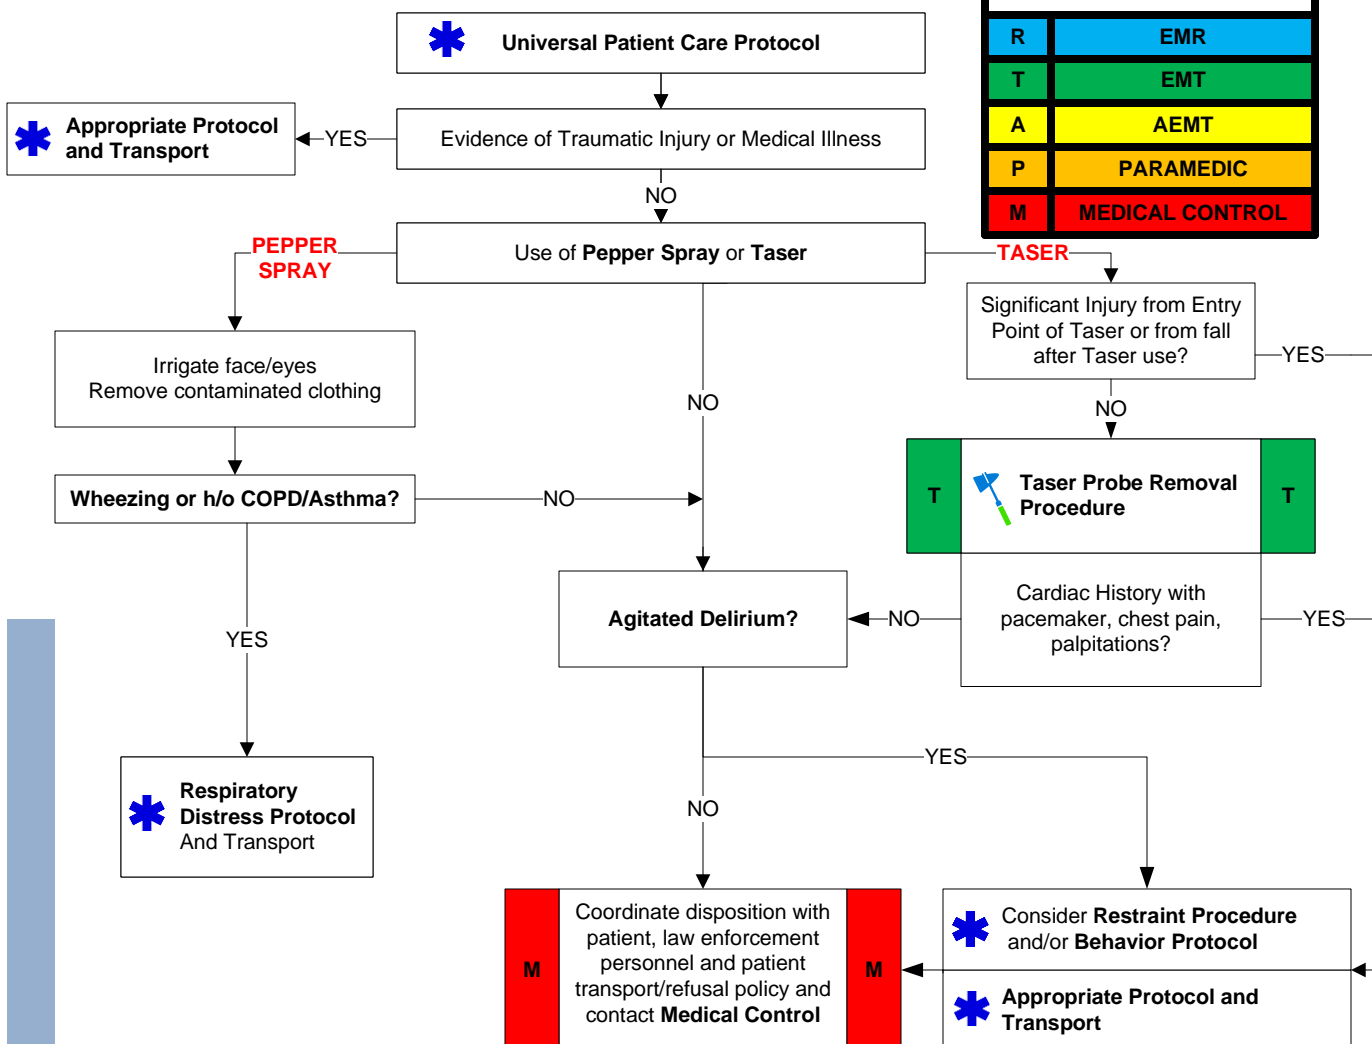 Universal Patient Care Protocol
R EMR
T EMT
A AEMT
P PARAMEDIC
M MEDICAL CONTROL
Appropriate Protocol
and Transport
YES
Evidence of Traumatic Injury or Medical Illness
NO
PEPPER
SPRAY
Use of Pepper Spray or Taser
TASER
Irrigate face/eyes
Remove contaminated clothing
NO
Significant Injury from Entry
Point of Taser or from fall
after Taser use?
YES
NO
Wheezing or h/o COPD/Asthma?
NO
T
Taser Probe Removal
Procedure
T
YES
Agitated Delirium?
NO
Cardiac History with
pacemaker, chest pain,
palpitations?
YES
Respiratory
Distress Protocol
And Transport
YES
NO
M
Coordinate disposition with
patient, law enforcement
personnel and patient
transport/refusal policy and
contact Medical Control
M
Consider Restraint Procedure
and/or Behavior Protocol
Appropriate Protocol and
Transport